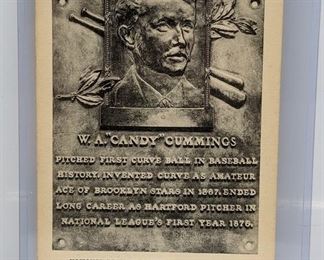 W. A. "CANDY" CUMMINGS
PITCHED FIRST CURVE BALL IN BASEBALL
HISTORY. INVENTED CURVE AS AMATEUR
ACE OF BROOKLYN STARS IN 1867. ENDED
LONG CAREER AS HARTFORD PITCHER IN
NATIONAL LEAGUE'S FIRST YEAR 1876.